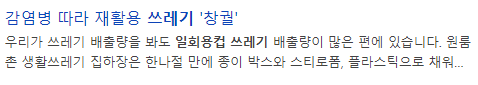 감염병 따라 재활용 쓰레기 '창궐'
우리가 쓰레기 배출량을 봐도 일회용컵 쓰레기 배출량이 많은 편에 있습니다. 원룸
촌 생활쓰레기 집하장은 한나절 만에 종이 박스와 스티로폼, 플라스틱으로 채워...